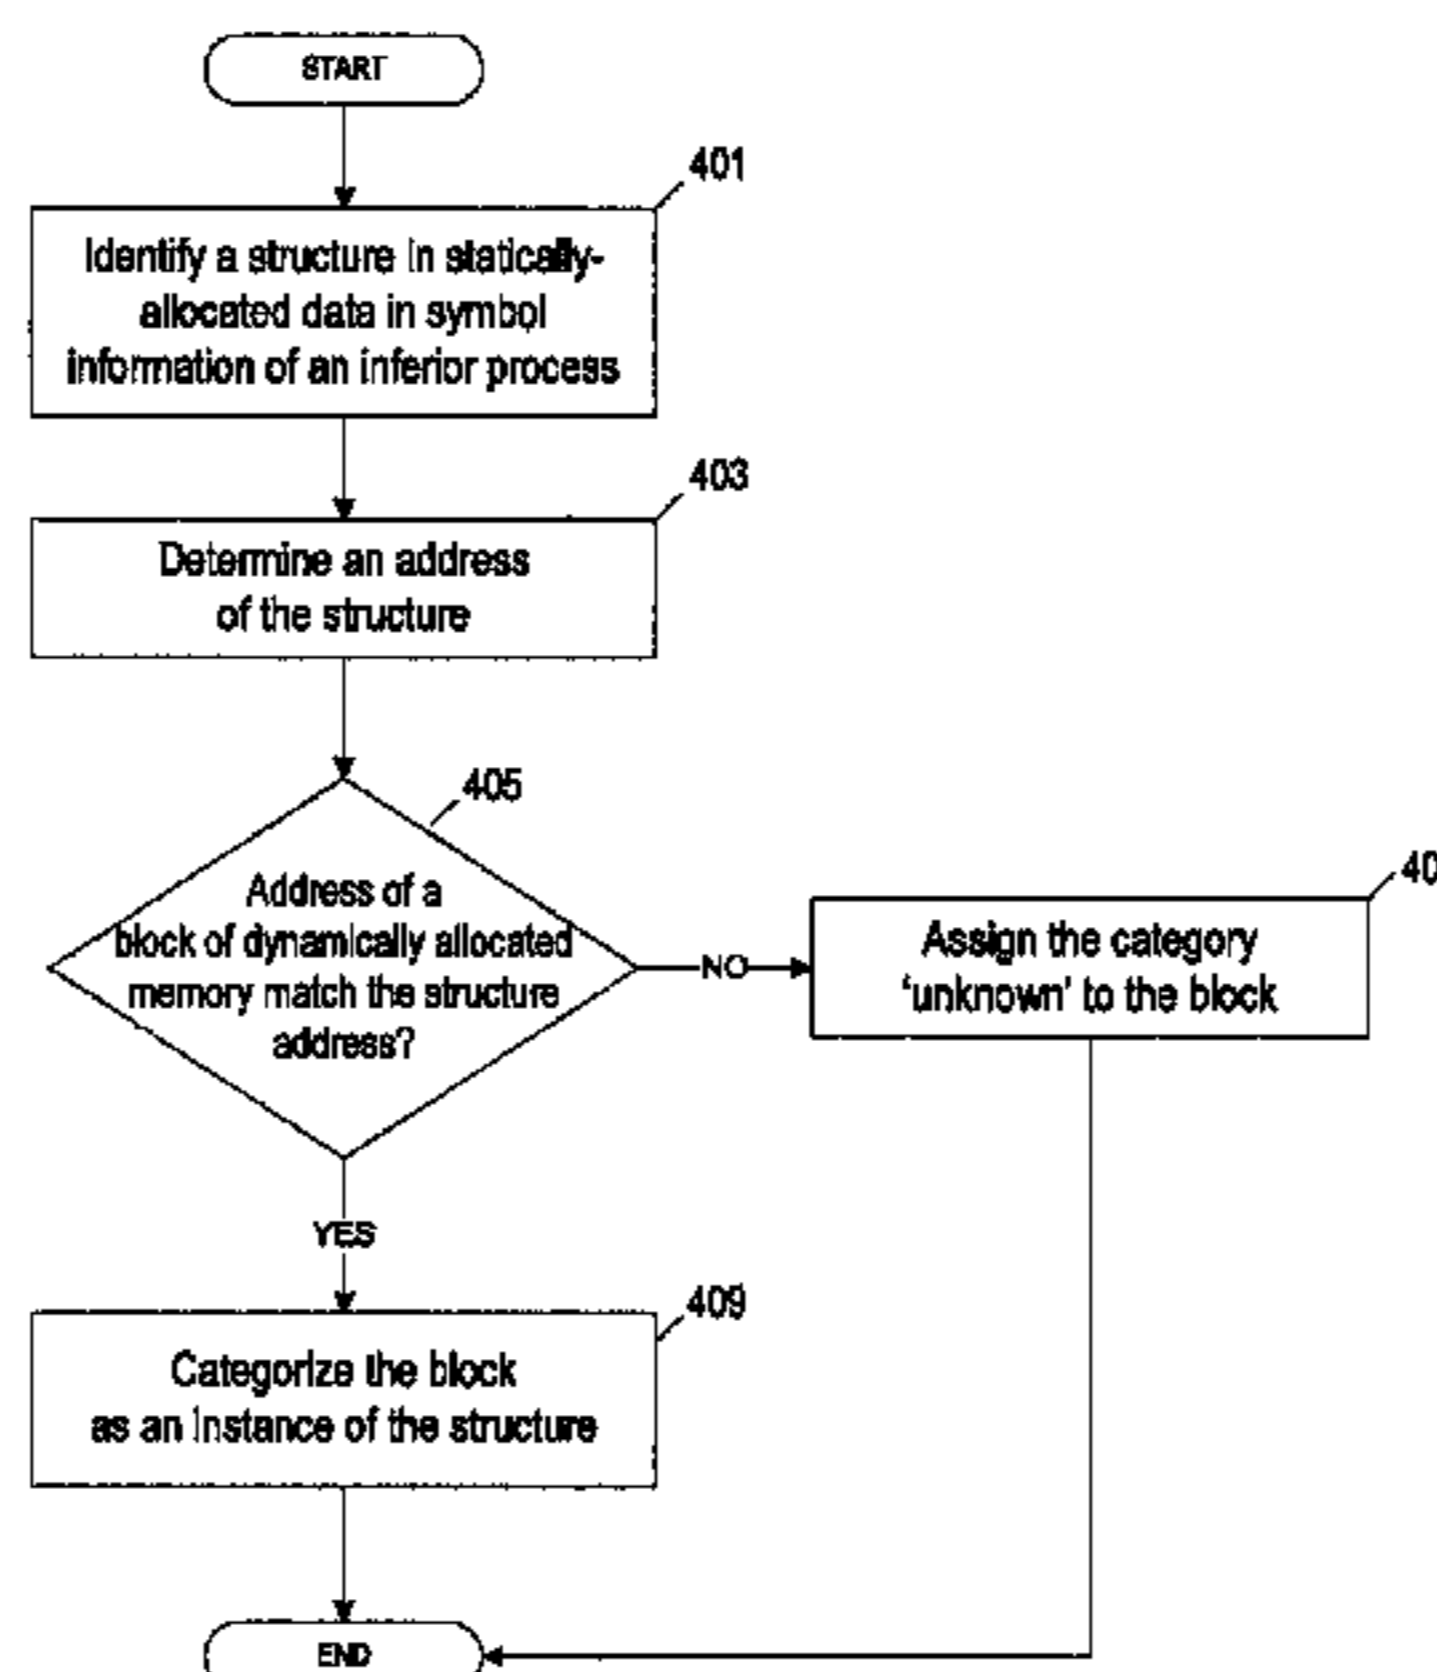 START
401
Identify a structure in statically-
allocated data in symbol
information of an inferior process
403
Determine an address
of the structure
405
Address of a
block of dynamically allocated
memory match the structure
address?
NO
Assign the category
'unknown' to the block
YES
409
Categorize the block
as an instance of the structure
END